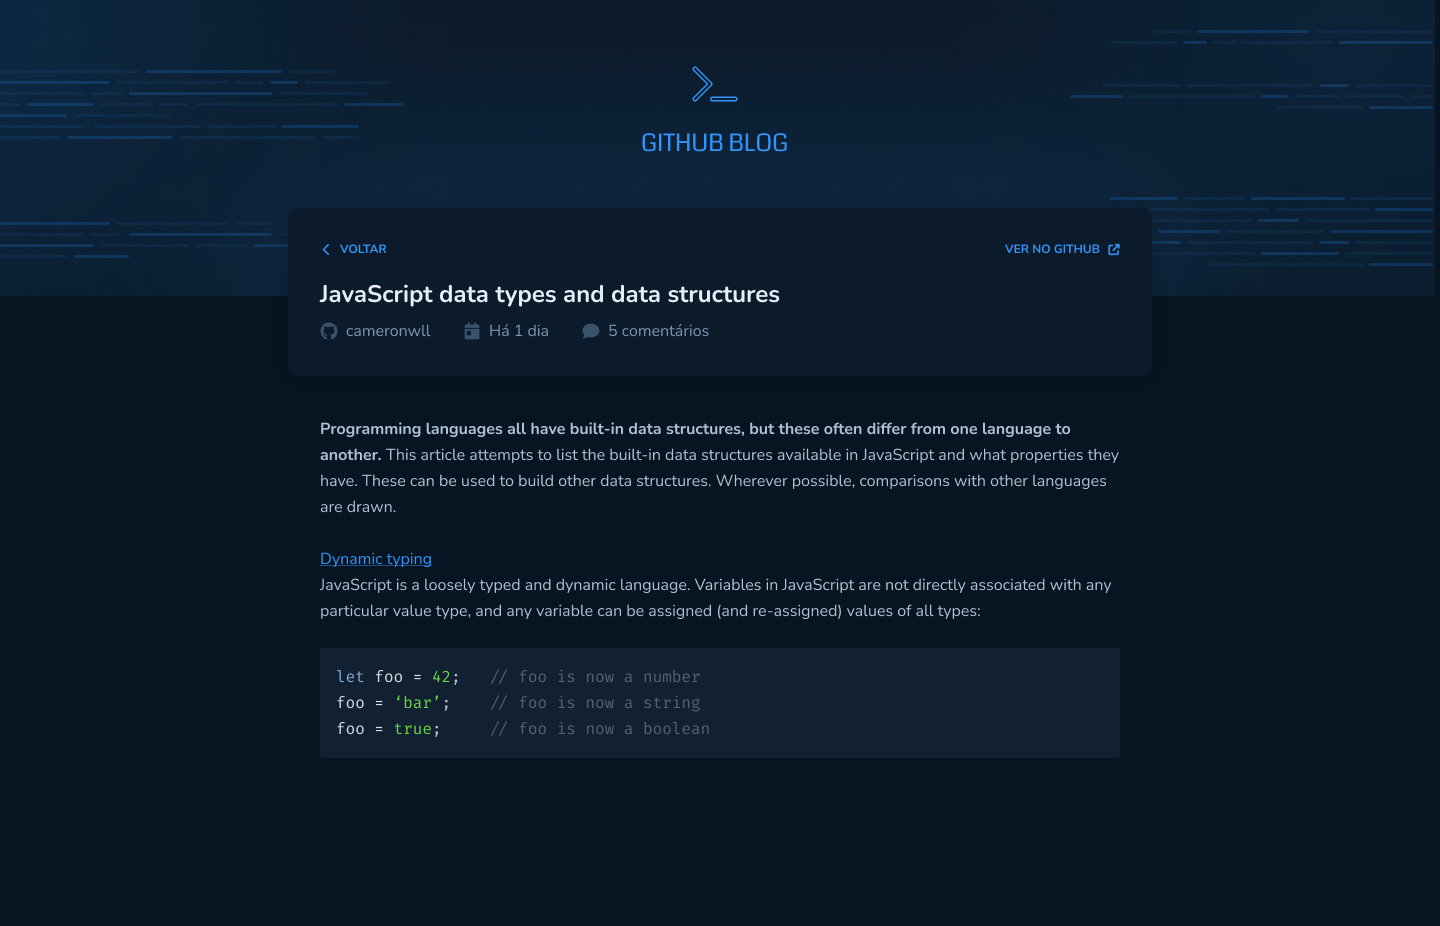 GITHUB BLOG
VOLTAR
VER NO GITHUB
JavaScript data types and data structures
cameronwll
Há 1 dia
5 comentários
Programming languages all have built-in data structures, but these often differ from one language to
another. This article attempts to list the built-in data structures available in JavaScript and what properties they
have. These can be used to build other data structures. Wherever possible, comparisons with other languages
are drawn.
Dynamic typing
JavaScript is a loosely typed and dynamic language. Variables in JavaScript are not directly associated with any
particular value type, and any variable can be assigned (and re-assigned) values of all types:
let foo = 42;   // foo is now a number
foo = ‘bar’;    // foo is now a string
foo = true;     // foo is now a boolean